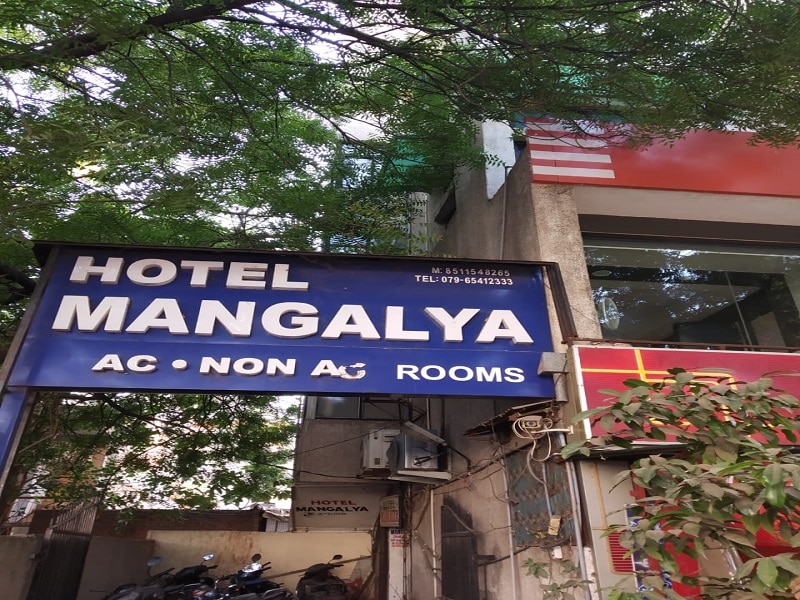 HOTEL
M: 8511548265
TEL: 079-65412333
MANGALYA
AC • NON AC ROOMS
HOTEL
MANGALYA